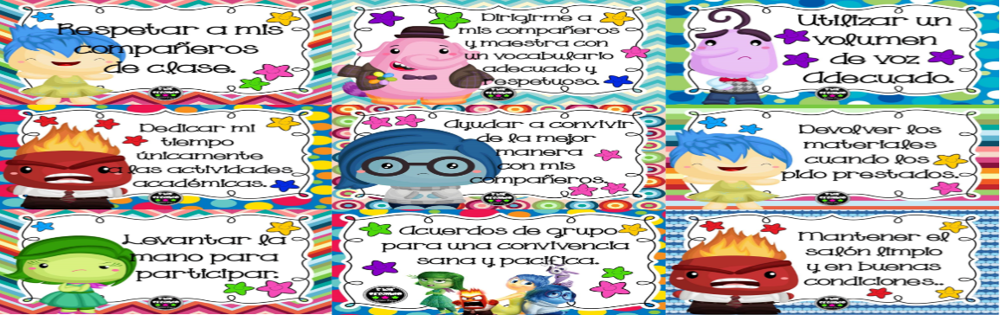 Respetar a mis
compañeros
de clase.
Dirigirme a
mis compañeros
y maestra con
un vocabulario
adecuado y
respetuoso.
Utilizar un
volumen
de voz
Adecuado.
Dedicar mi
tiempo
únicamente
a las actividades
académicas.
Ayudar a convivir
de la mejor
manera
con mis
compañeros.
Devolver los
materiales
cuando los
pido prestados.
Levantar la
mano para
participar.
Acuerdos de grupo
para una convivencia
sana y pacífica.
Mantener el
salón limpio
y en buenas
condiciones..